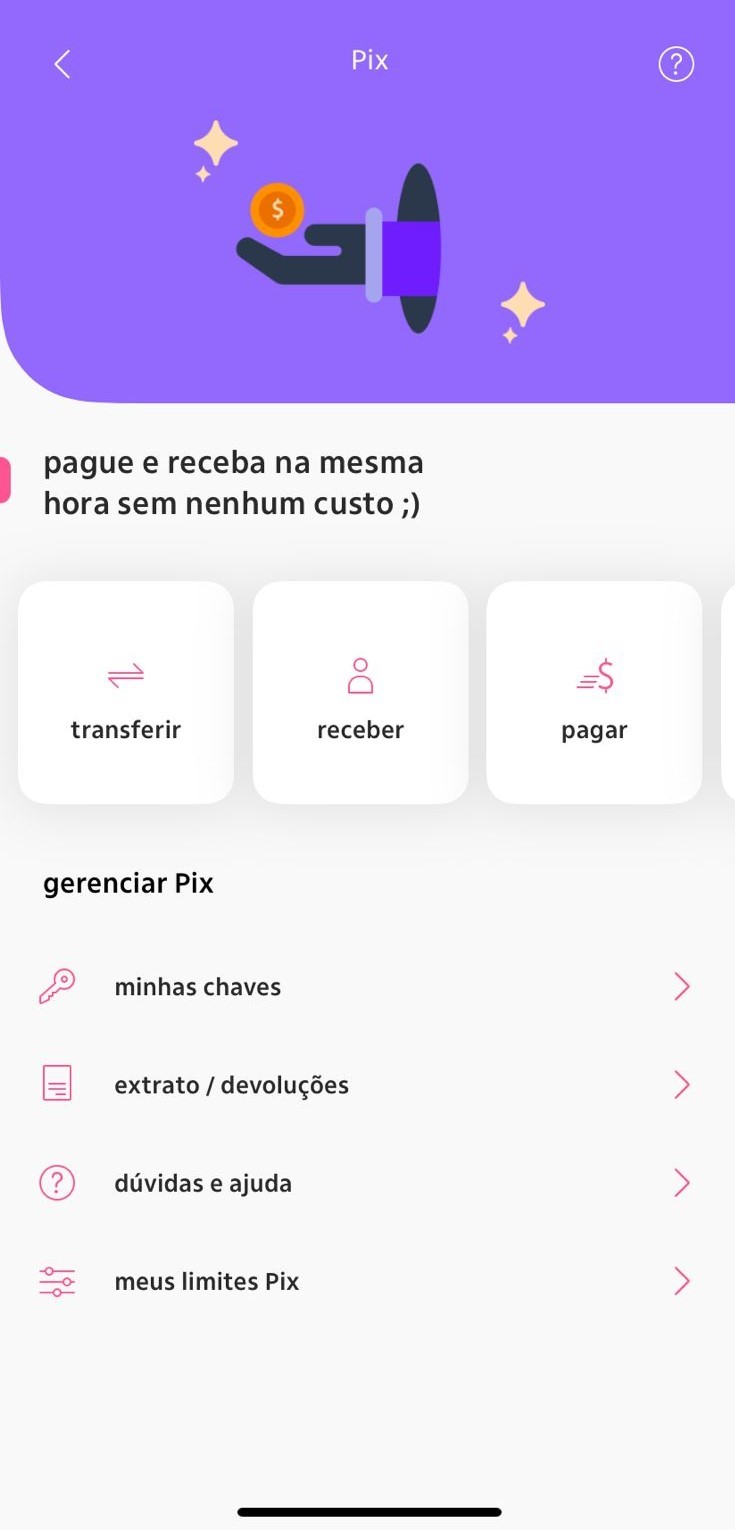 Pix
?
$
pague e receba na mesma
hora sem nenhum custo ;)
$
transferir
receber
pagar
gerenciar Pix
minhas chaves
extrato / devoluções
?
dúvidas e ajuda
meus limites Pix